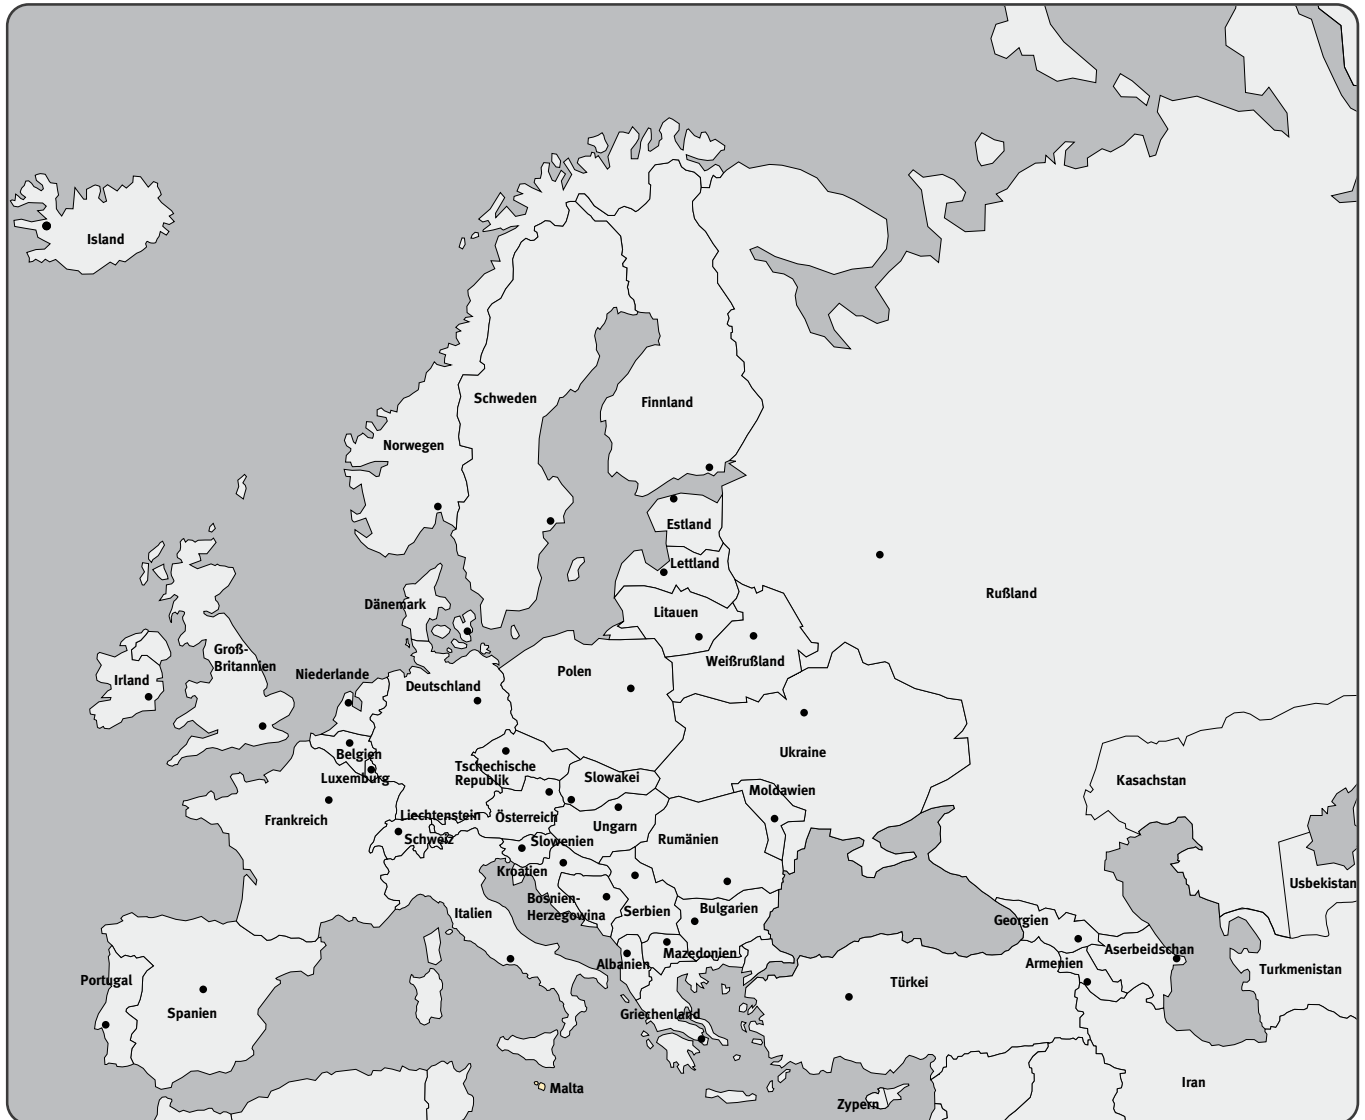 Island
Schweden
Finnland
Norwegen
Estland
Lettland
Rußland
Dänemark
Litauen
Groß-
Britannien
Weißrußland
Polen
Niederlande
Irland
Deutschland
Ukraine
Belgien
Tschechische
Republik
Luxemburg
Slowakei
Kasachstan
Moldawien
Liechtenstein
Österreich
Frankreich
Ungarn
Schweiz
Slowenien
Rumänien
Kroatien
Usbekistan
Bosnien-
Herzegowina
Italien
Serbien
Bulgarien
Georgien
Aserbeidschan
Mazedonien
Albanien
Armenien
Turkmenistan
Portugal
Türkei
Spanien
Griechenland
Iran
Malta
Zypern